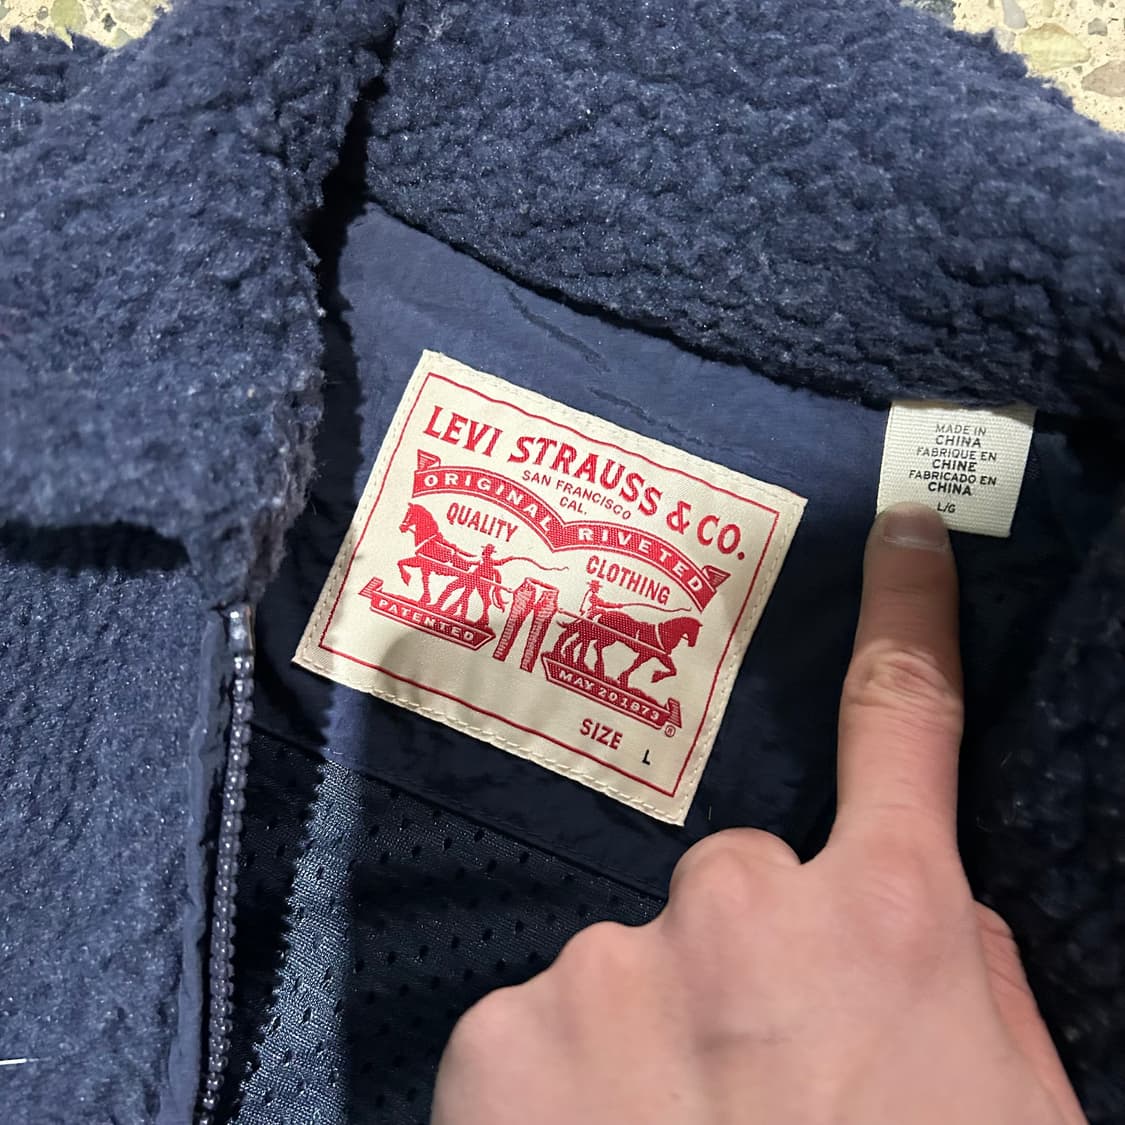 LEVI STRAUSS & CO.
SAN FRANCISCO
CAL.
ORIGINAL RIVETED
QUALITY CLOTHING
PATENTED
MAY 20 1873
®
SIZE L
MADE IN
CHINA
FABRIQUE EN
CHINE
FABRICADO EN
CHINA
L/G